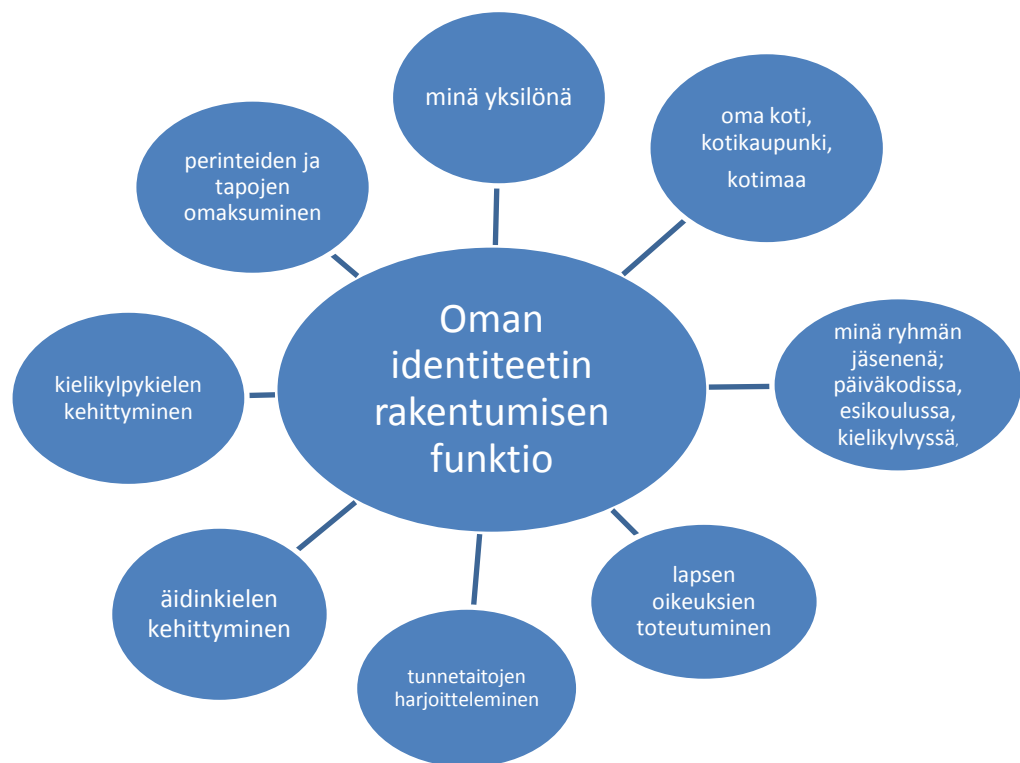 minä yksilönä
oma koti,
kotikaupunki,
kotimaa
perinteiden ja
tapojen
omaksuminen
Oman
identiteetin
rakentumisen
funktio
minä ryhmän
jäsenenä;
päiväkodissa,
esikoulussa,
kielikylvyssä,
kielikylpykielen
kehittyminen
lapsen
oikeuksien
toteutuminen
äidinkielen
kehittyminen
tunnetaitojen
harjoitteleminen